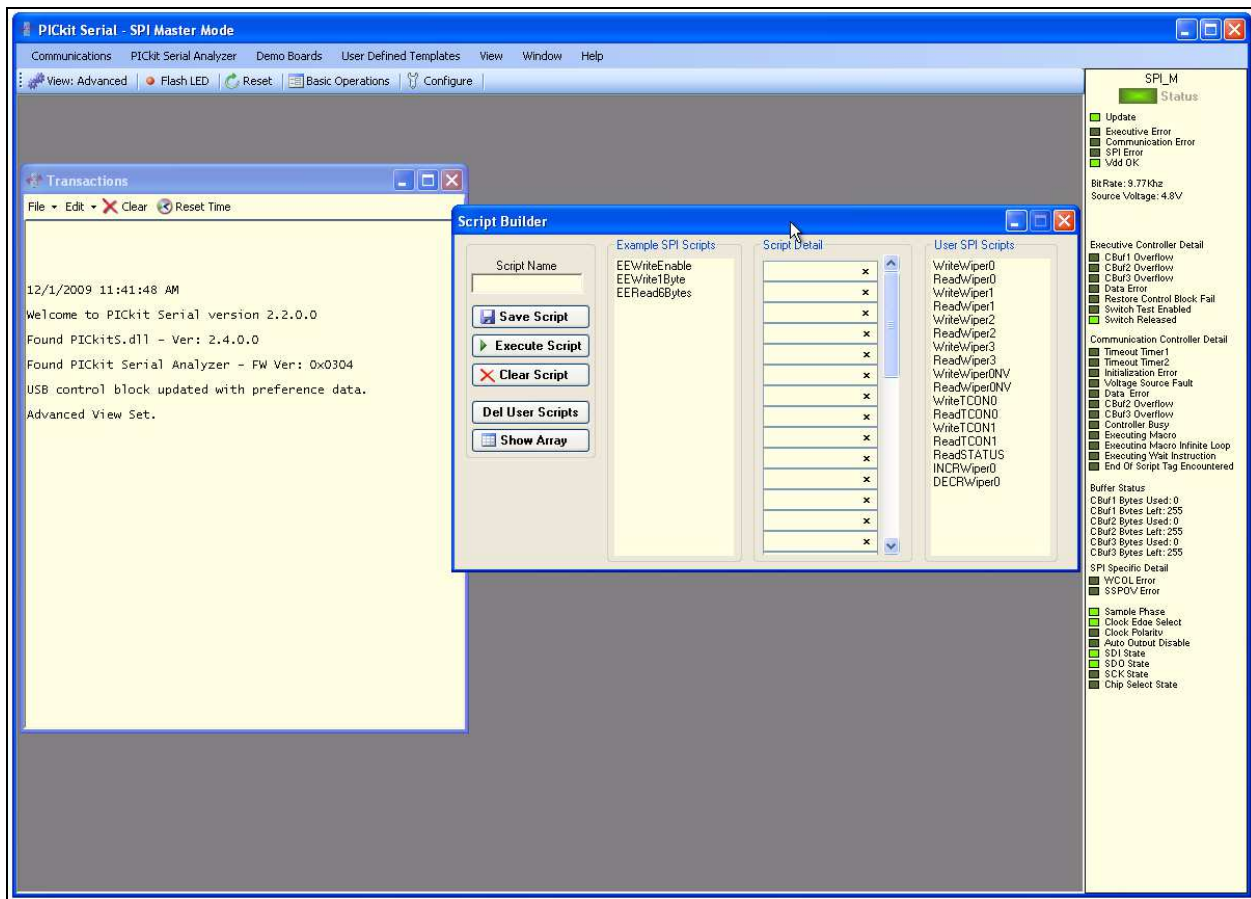 PICkit Serial - SPI Master Mode
Communications PICkit Serial Analyzer Demo Boards User Defined Templates View Window Help
View: Advanced Flash LED Reset Basic Operations Configure
Transactions
File Edit Clear Reset Time
12/1/2009 11:41:48 AM
Welcome to PICkit Serial version 2.2.0.0
Found PICkitS.dll - Ver: 2.4.0.0
Found PICkit Serial Analyzer - FW Ver: 0x0304
USB control block updated with preference data.
Advanced View Set.
Script Builder
Script Name
Save Script
Execute Script
Clear Script
Del User Scripts
Show Array
Example SPI Scripts
EEWriteEnable
EEWrite1Byte
EERead6Bytes
Script Detail
User SPI Scripts
WriteWiper0
ReadWiper0
WriteWiper1
ReadWiper1
WriteWiper2
ReadWiper2
WriteWiper3
ReadWiper3
WriteWiper0NV
ReadWiper0NV
WriteTCON0
ReadTCON0
WriteTCON1
ReadTCON1
ReadSTATUS
INCRWiper0
DECRWiper0
SPI_M
Status
Update
Executive Error
Communication Error
SPI Error
Vdd OK
BitRate: 9.77Khz
Source Voltage: 4.8V
Executive Controller Detail
CBuf1 Overflow
CBuf2 Overflow
CBuf3 Overflow
Data Error
Restore Control Block Fail
Switch Test Enabled
Switch Released
Communication Controller Detail
Timeout Timer1
Timeout Timer2
Initialization Error
Voltage Source Fault
Data Error
CBuf2 Overflow
CBuf3 Overflow
Controller Busy
Executing Macro
Executing Macro Infinite Loop
Executing Wait Instruction
End Of Script Tag Encountered
Buffer Status
CBuf1 Bytes Used: 0
CBuf1 Bytes Left: 255
CBuf2 Bytes Used: 0
CBuf2 Bytes Left: 255
CBuf3 Bytes Used: 0
CBuf3 Bytes Left: 255
SPI Specific Detail
WCOL Error
SSPOV Error
Sample Phase
Clock Edge Select
Clock Polarity
Auto Output Disable
SDI State
SDO State
SCK State
Chip Select State